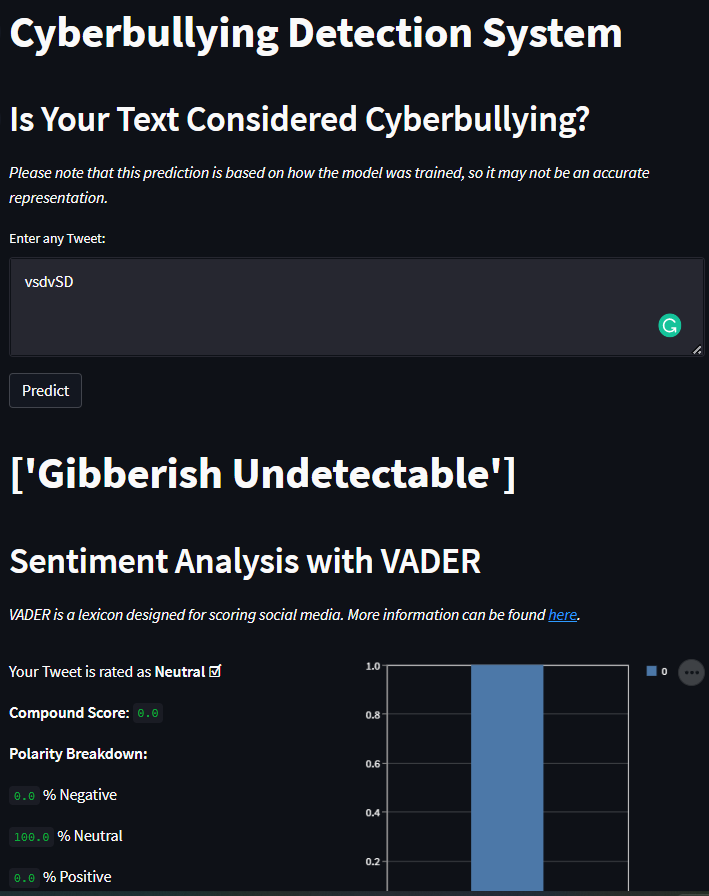 Cyberbullying Detection System
Is Your Text Considered Cyberbullying?
Please note that this prediction is based on how the model was trained, so it may not be an accurate
representation.
Enter any Tweet:
vsdvSD
G
Predict
['Gibberish Undetectable']
Sentiment Analysis with VADER
VADER is a lexicon designed for scoring social media. More information can be found here.
Your Tweet is rated as Neutral ☑
Compound Score: 0.0
Polarity Breakdown:
0.0 % Negative
100.0 % Neutral
0.0 % Positive
1.0
0.8
0.6
0.4
0.2
0